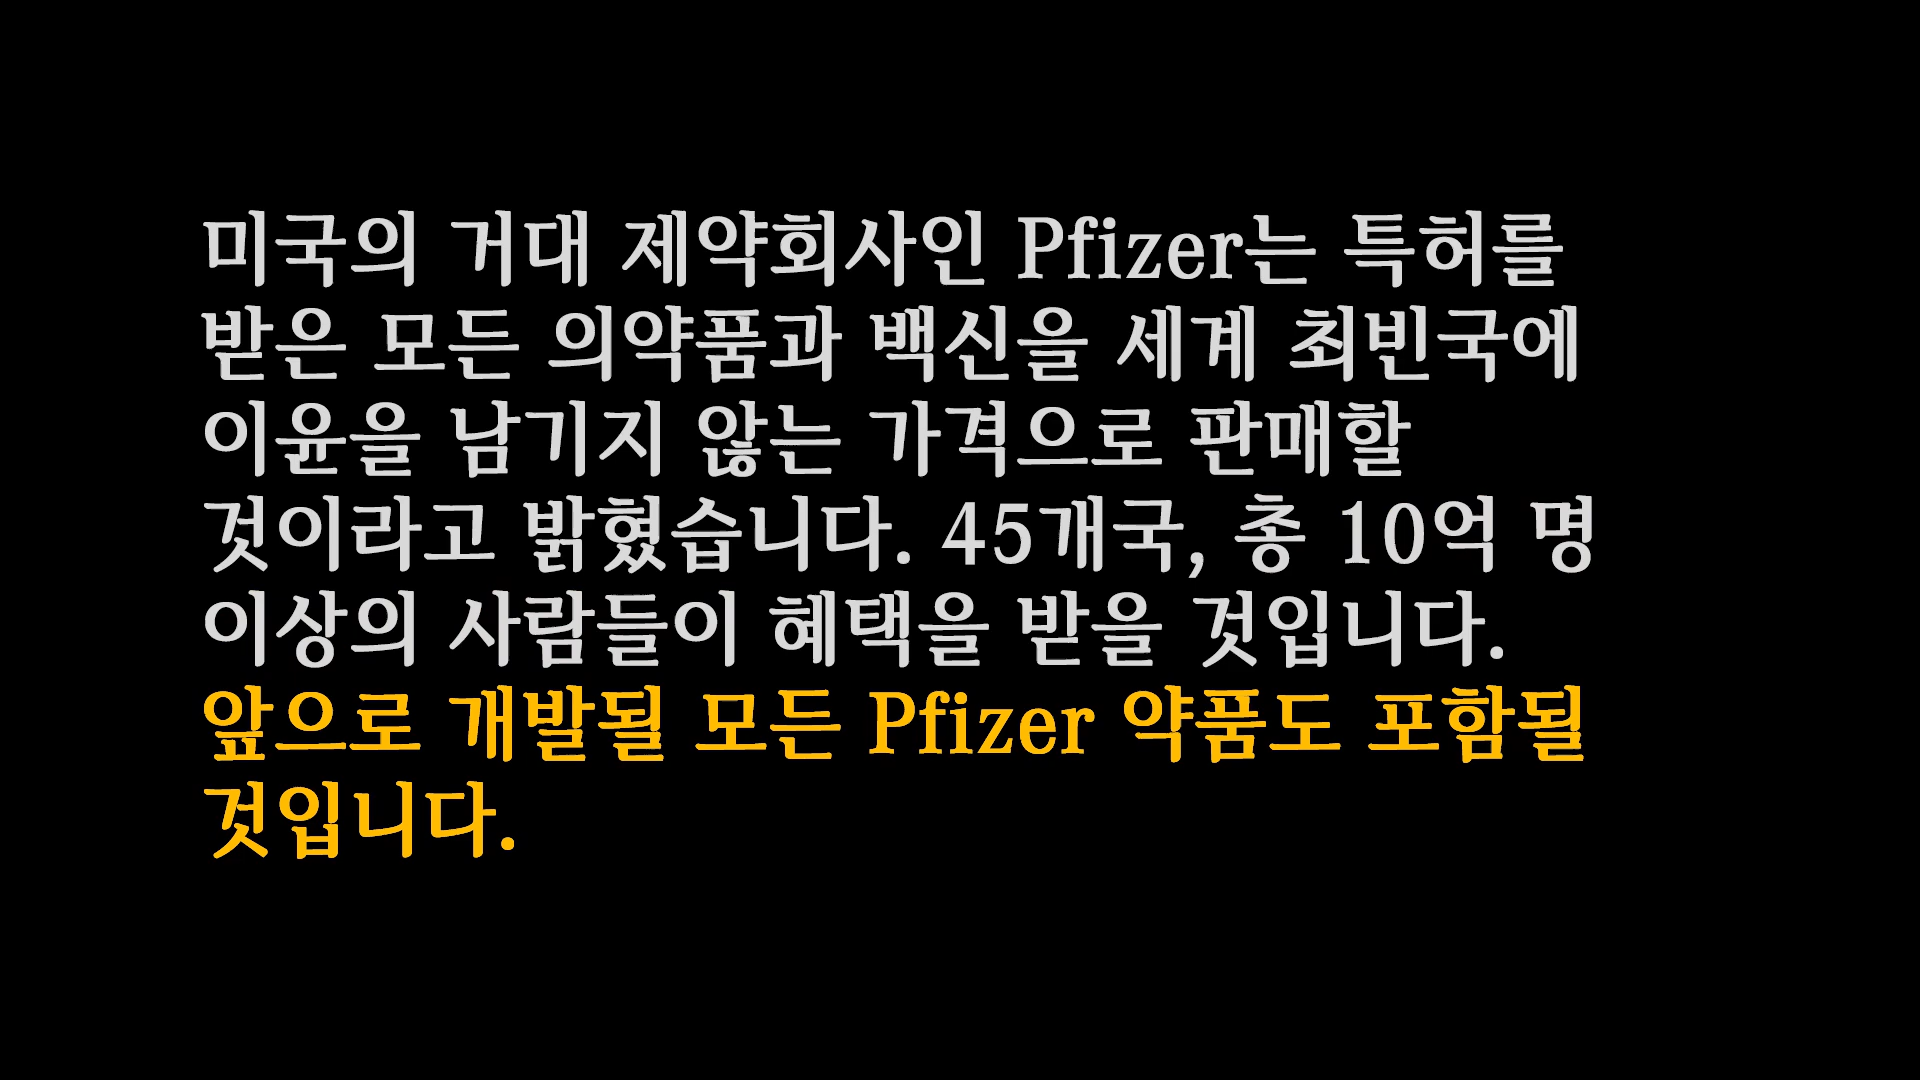 미국의 거대 제약회사인 Pfizer는 특허를
받은 모든 의약품과 백신을 세계 최빈국에
이윤을 남기지 않는 가격으로 판매할
것이라고 밝혔습니다. 45개국, 총 10억 명
이상의 사람들이 혜택을 받을 것입니다.
앞으로 개발될 모든 Pfizer 약품도 포함될
것입니다.